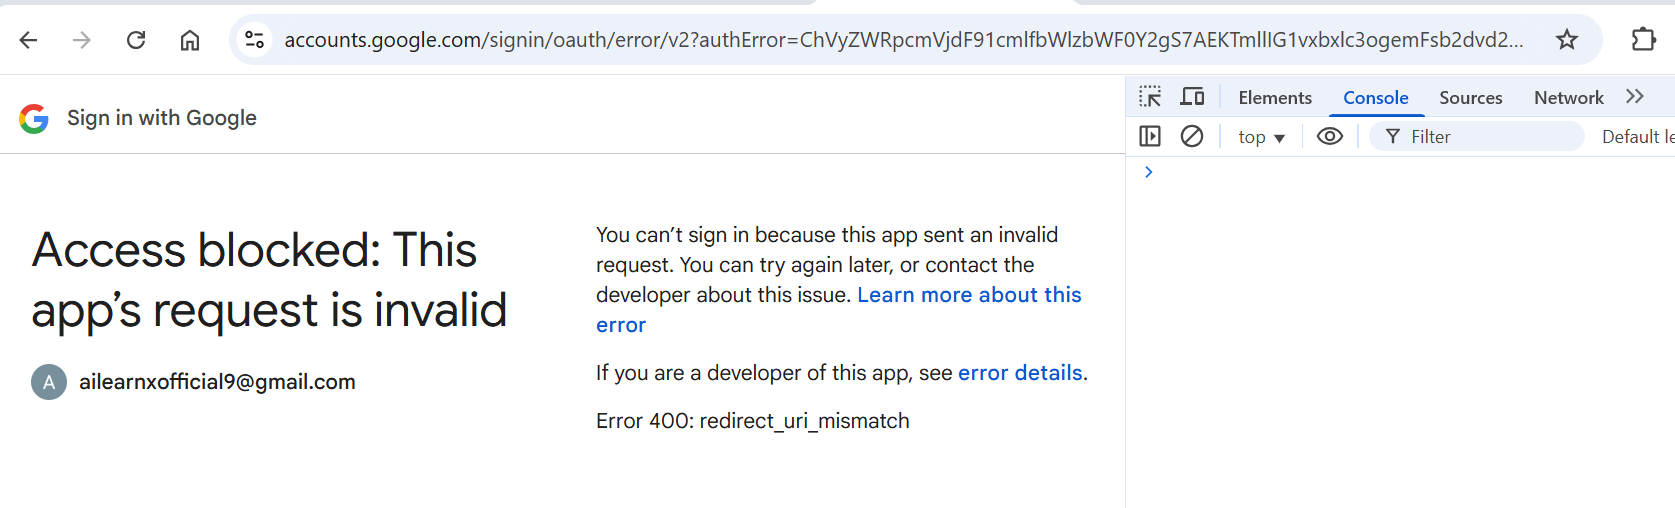 accounts.google.com/signin/oauth/error/v2?authError=ChVyZWRpcmVjdF91cmlfbWlzbWF0Y2gS7AEKTmllIG1vxbxlc3ogemFsb2dvd2...
Sign in with Google
Elements Console Sources Network
top Filter Default le
Access blocked: This
app’s request is invalid
A ailearnxofficial9@gmail.com
You can’t sign in because this app sent an invalid
request. You can try again later, or contact the
developer about this issue. Learn more about this
error
If you are a developer of this app, see error details.
Error 400: redirect_uri_mismatch